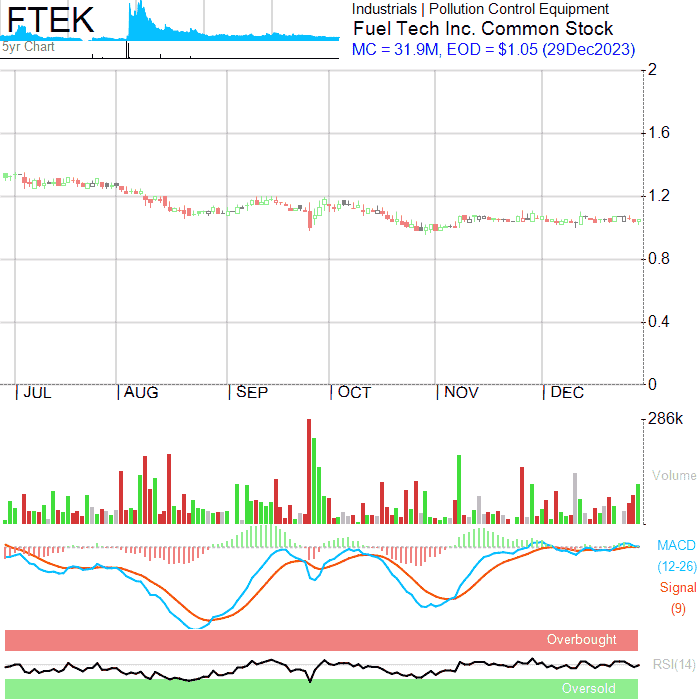 FTEK
5yr Chart
Industrials | Pollution Control Equipment
Fuel Tech Inc. Common Stock
MC = 31.9M, EOD = $1.05 (29Dec2023)
2
1.6
1.2
0.8
0.4
0
JUL AUG SEP OCT NOV DEC
286k
Volume
MACD
(12-26)
Signal
(9)
Overbought
RSI(14)
Oversold